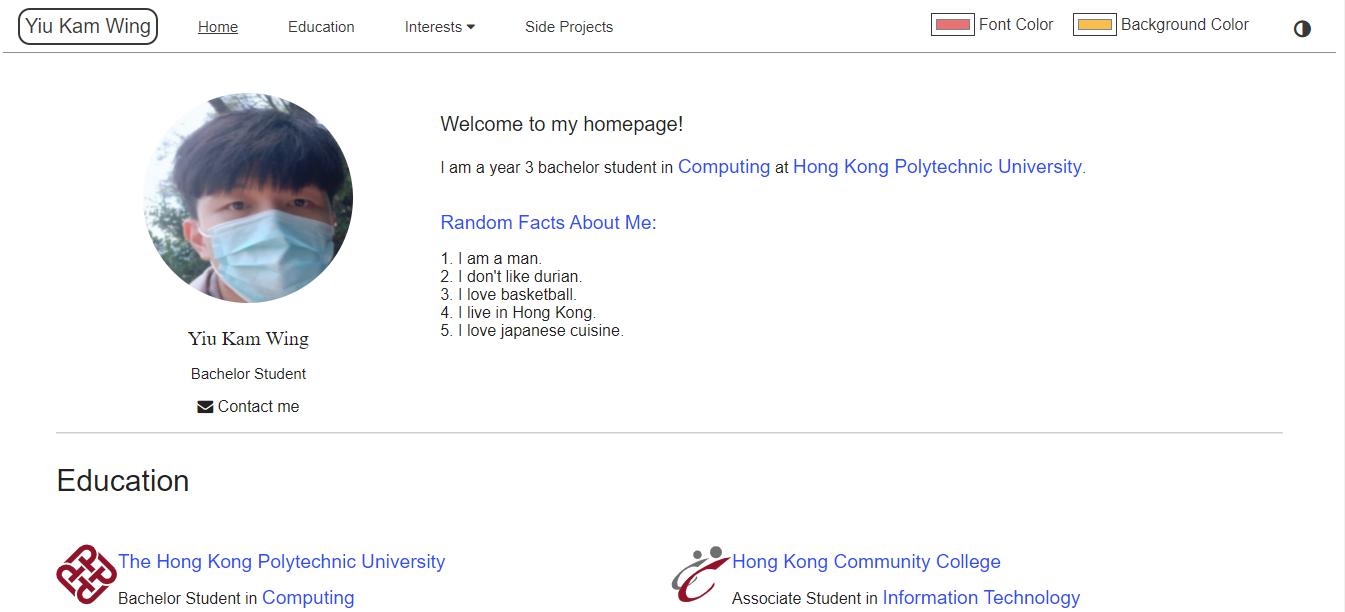 Yiu Kam Wing Home Education Interests Side Projects Font Color Background Color
Welcome to my homepage!
I am a year 3 bachelor student in Computing at Hong Kong Polytechnic University.
Random Facts About Me:
1. I am a man.
2. I don't like durian.
3. I love basketball.
4. I live in Hong Kong.
5. I love japanese cuisine.
Yiu Kam Wing
Bachelor Student
Contact me
Education
The Hong Kong Polytechnic University
Bachelor Student in Computing
Hong Kong Community College
Associate Student in Information Technology